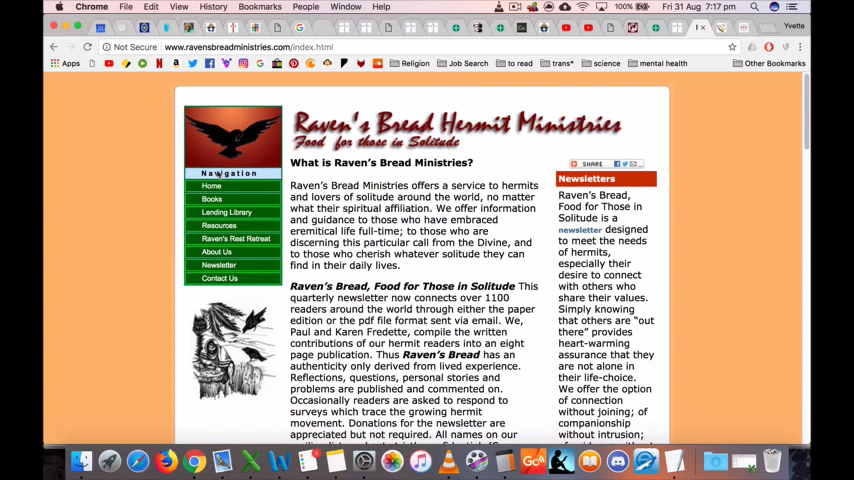 Chrome File Edit View History Bookmarks People Window Help 100% Fri 31 Aug 7:17 pm
Yvette
Not Secure www.ravensbreadministries.com/index.html
Apps Religion Job Search to read trans* science mental health Other Bookmarks
Raven's Bread Hermit Ministries
Food for those in Solitude
Navigation
Home
Books
Lending Library
Resources
Raven's Rest Retreat
About Us
Newsletter
Contact Us
What is Raven's Bread Ministries?
Raven's Bread Ministries offers a service to hermits
and lovers of solitude around the world, no matter
what their spiritual affiliation. We offer information
and guidance to those who have embraced
eremitical life full-time; to those who are
discerning this particular call from the Divine, and
to those who cherish whatever solitude they can
find in their daily lives.
Raven's Bread, Food for Those in Solitude This
quarterly newsletter now connects over 1100
readers around the world through either the paper
edition or the pdf file format sent via email. We,
Paul and Karen Fredette, compile the written
contributions of our hermit readers into an eight
page publication. Thus Raven's Bread has an
authenticity only derived from lived experience.
Reflections, questions, personal stories and
problems are published and commented on.
Occasionally readers are asked to respond to
surveys which trace the growing hermit
movement. Donations for the newsletter are
appreciated but not required. All names on our
SHARE
Newsletters
Raven's Bread,
Food for Those in
Solitude is a
newsletter designed
to meet the needs
of hermits,
especially their
desire to connect
with others who
share their values.
Simply knowing
that others are "out
there" provides
heart-warming
assurance that they
are not alone in
their life-choice.
We offer the option
of connection
without joining; of
companionship
without intrusion;